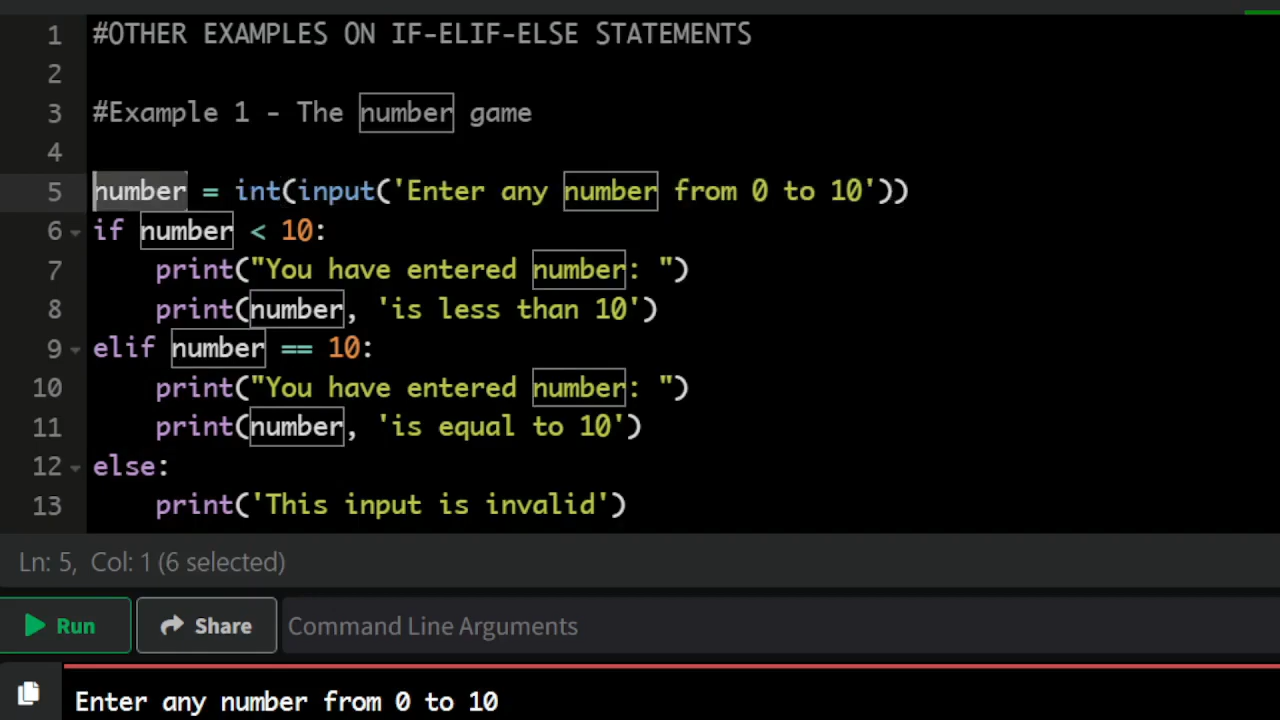 1 #OTHER EXAMPLES ON IF-ELIF-ELSE STATEMENTS
2
3 #Example 1 - The number game
4
5 number = int(input('Enter any number from 0 to 10'))
6 if number < 10:
7     print("You have entered number: ")
8     print(number, 'is less than 10')
9 elif number == 10:
10     print("You have entered number: ")
11     print(number, 'is equal to 10')
12 else:
13     print('This input is invalid')
Ln: 5, Col: 1 (6 selected)
Run Share Command Line Arguments
Enter any number from 0 to 10